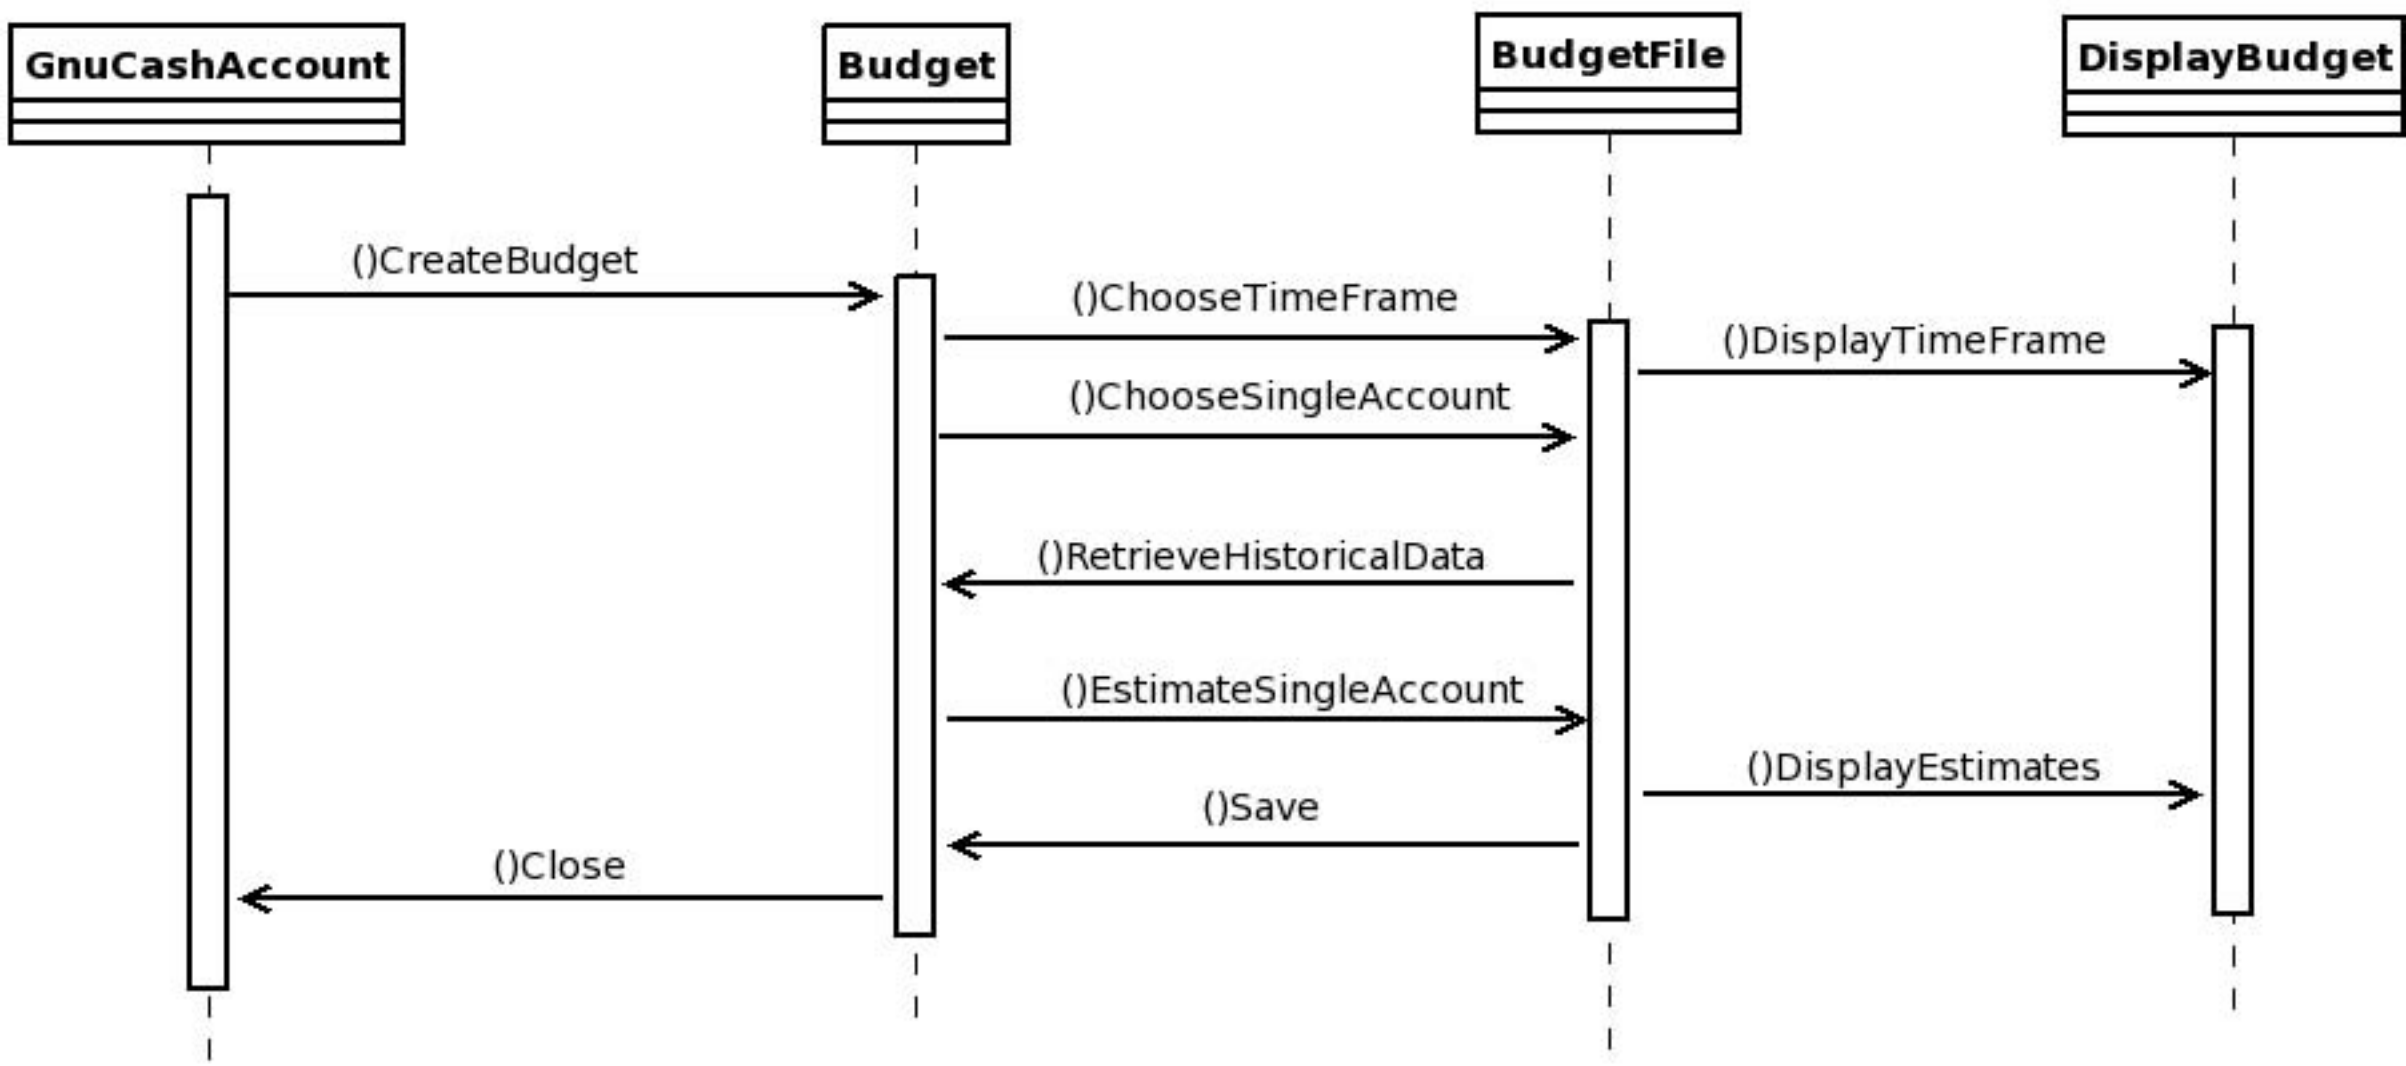 GnuCashAccount
Budget
BudgetFile
DisplayBudget
()CreateBudget
()ChooseTimeFrame
()DisplayTimeFrame
()ChooseSingleAccount
()RetrieveHistoricalData
()EstimateSingleAccount
()DisplayEstimates
()Save
()Close